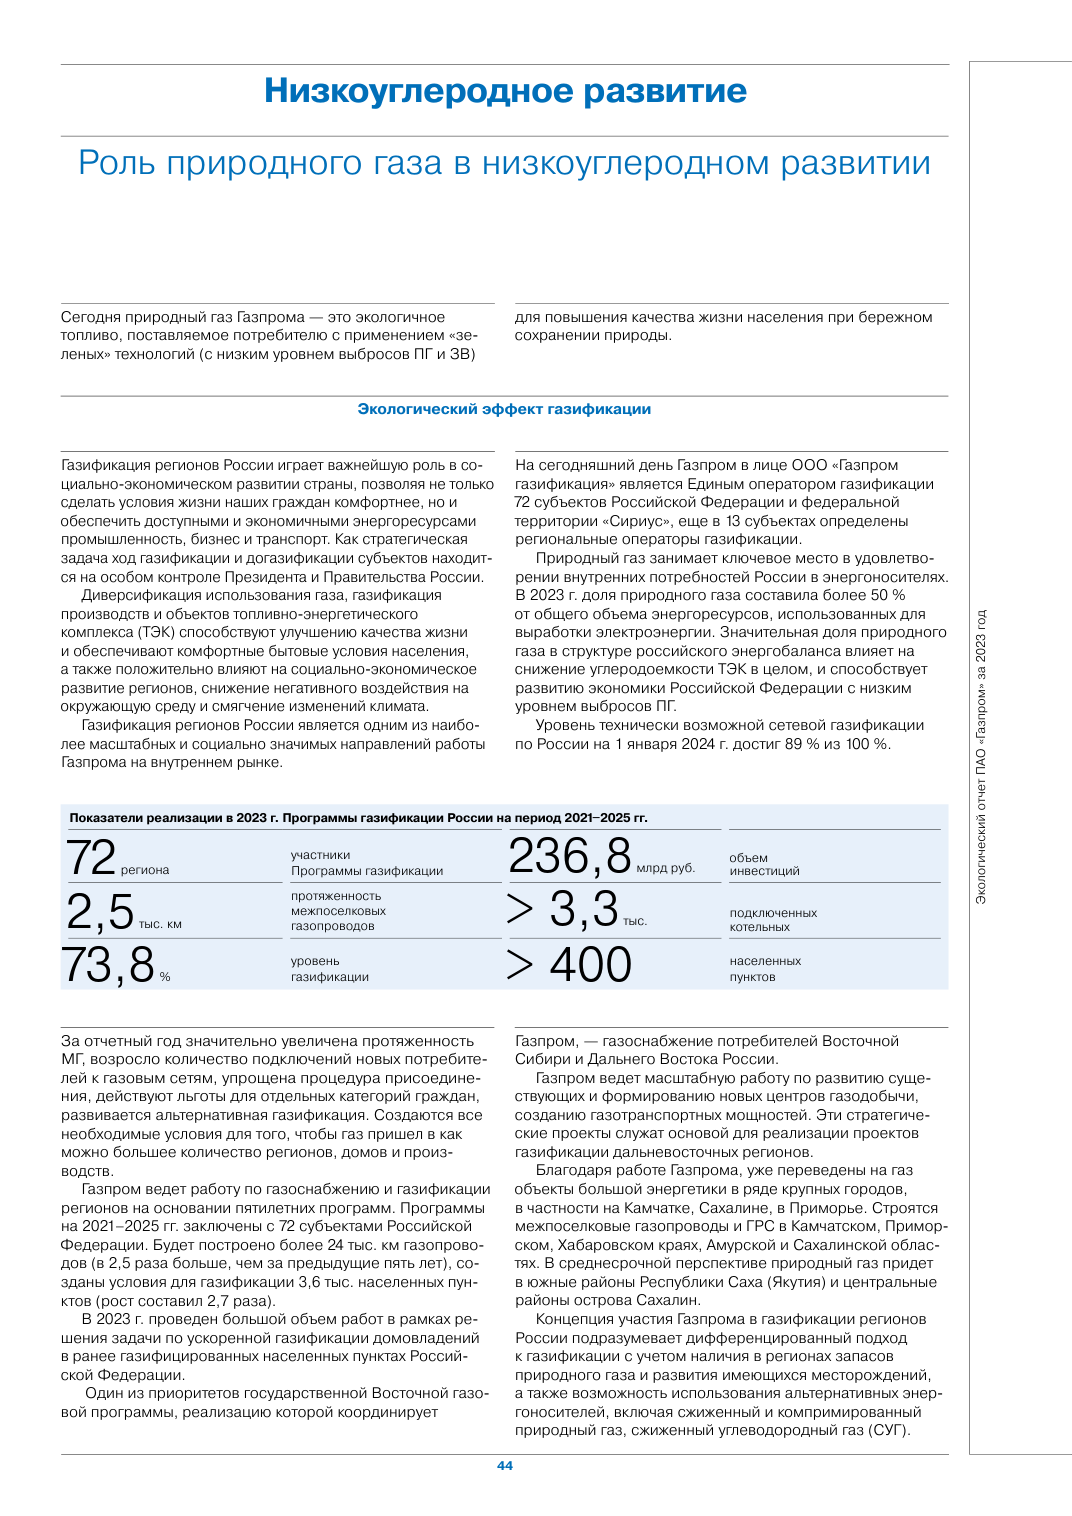 Низкоуглеродное развитие
Роль природного газа в низкоуглеродном развитии
Сегодня природный газ Газпрома — это экологичное
топливо, поставляемое потребителю с применением «зе-
леных» технологий (с низким уровнем выбросов ПГ и ЗВ)
для повышения качества жизни населения при бережном
сохранении природы.
Экологический эффект газификации
Газификация регионов России играет важнейшую роль в со-
циально-экономическом развитии страны, позволяя не только
сделать условия жизни наших граждан комфортнее, но и
обеспечить доступными и экономичными энергоресурсами
промышленность, бизнес и транспорт. Как стратегическая
задача ход газификации и догазификации субъектов находит-
ся на особом контроле Президента и Правительства России.
Диверсификация использования газа, газификация
производств и объектов топливно-энергетического
комплекса (ТЭК) способствуют улучшению качества жизни
и обеспечивают комфортные бытовые условия населения,
а также положительно влияют на социально-экономическое
развитие регионов, снижение негативного воздействия на
окружающую среду и смягчение изменений климата.
Газификация регионов России является одним из наибо-
лее масштабных и социально значимых направлений работы
Газпрома на внутреннем рынке.
На сегодняшний день Газпром в лице ООО «Газпром
газификация» является Единым оператором газификации
72 субъектов Российской Федерации и федеральной
территории «Сириус», еще в 13 субъектах определены
региональные операторы газификации.
Природный газ занимает ключевое место в удовлетво-
рении внутренних потребностей России в энергоносителях.
В 2023 г. доля природного газа составила более 50 %
от общего объема энергоресурсов, использованных для
выработки электроэнергии. Значительная доля природного
газа в структуре российского энергобаланса влияет на
снижение углеродоемкости ТЭК в целом, и способствует
развитию экономики Российской Федерации с низким
уровнем выбросов ПГ.
Уровень технически возможной сетевой газификации
по России на 1 января 2024 г. достиг 89 % из 100 %.
Показатели реализации в 2023 г. Программы газификации России на период 2021–2025 гг.
72 региона
участники
Программы газификации
236,8 млрд руб.
объем
инвестиций
2,5 тыс. км
протяженность
межпоселковых
газопроводов
> 3,3 тыс.
подключенных
котельных
73,8 %
уровень
газификации
> 400
населенных
пунктов
За отчетный год значительно увеличена протяженность
МГ, возросло количество подключений новых потребите-
лей к газовым сетям, упрощена процедура присоедине-
ния, действуют льготы для отдельных категорий граждан,
развивается альтернативная газификация. Создаются все
необходимые условия для того, чтобы газ пришел в как
можно большее количество регионов, домов и произ-
водств.
Газпром ведет работу по газоснабжению и газификации
регионов на основании пятилетних программ. Программы
на 2021–2025 гг. заключены с 72 субъектами Российской
Федерации. Будет построено более 24 тыс. км газопрово-
дов (в 2,5 раза больше, чем за предыдущие пять лет), со-
зданы условия для газификации 3,6 тыс. населенных пун-
ктов (рост составил 2,7 раза).
В 2023 г. проведен большой объем работ в рамках ре-
шения задачи по ускоренной газификации домовладений
в ранее газифицированных населенных пунктах Россий-
ской Федерации.
Один из приоритетов государственной Восточной газо-
вой программы, реализацию которой координирует
Газпром, — газоснабжение потребителей Восточной
Сибири и Дальнего Востока России.
Газпром ведет масштабную работу по развитию суще-
ствующих и формированию новых центров газодобычи,
созданию газотранспортных мощностей. Эти стратегиче-
ские проекты служат основой для реализации проектов
газификации дальневосточных регионов.
Благодаря работе Газпрома, уже переведены на газ
объекты большой энергетики в ряде крупных городов,
в частности на Камчатке, Сахалине, в Приморье. Строятся
межпоселковые газопроводы и ГРС в Камчатском, Примор-
ском, Хабаровском краях, Амурской и Сахалинской облас-
тях. В среднесрочной перспективе природный газ придет
в южные районы Республики Саха (Якутия) и центральные
районы острова Сахалин.
Концепция участия Газпрома в газификации регионов
России подразумевает дифференцированный подход
к газификации с учетом наличия в регионах запасов
природного газа и развития имеющихся месторождений,
а также возможность использования альтернативных энер-
гоносителей, включая сжиженный и компримированный
природный газ, сжиженный углеводородный газ (СУГ).
44
Экологический отчет ПАО «Газпром» за 2023 год